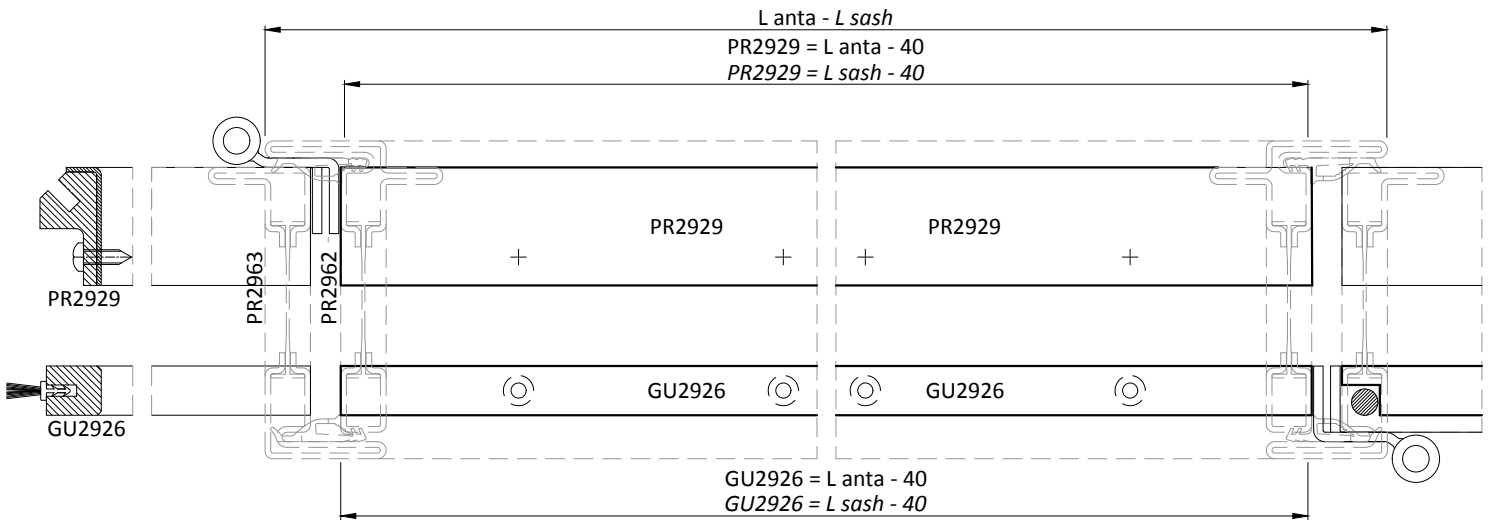 L anta - L sash
PR2929 = L anta - 40
PR2929 = L sash - 40
PR2929
PR2929
PR2963
PR2962
PR2929
GU2926
GU2926
GU2926
GU2926 = L anta - 40
GU2926 = L sash - 40